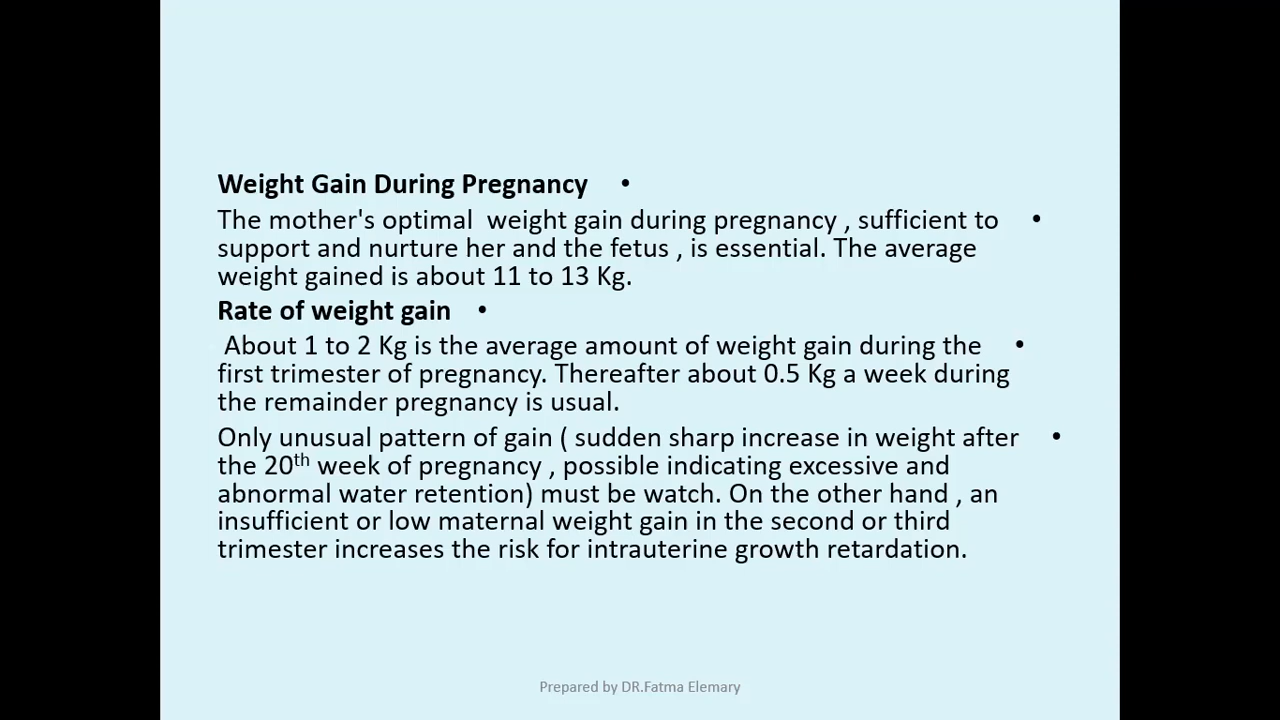 Weight Gain During Pregnancy •
The mother's optimal  weight gain during pregnancy , sufficient to •
support and nurture her and the fetus , is essential. The average
weight gained is about 11 to 13 Kg.
Rate of weight gain •
About 1 to 2 Kg is the average amount of weight gain during the •
first trimester of pregnancy. Thereafter about 0.5 Kg a week during
the remainder pregnancy is usual.
Only unusual pattern of gain ( sudden sharp increase in weight after •
the 20th week of pregnancy , possible indicating excessive and
abnormal water retention) must be watch. On the other hand , an
insufficient or low maternal weight gain in the second or third
trimester increases the risk for intrauterine growth retardation.
Prepared by DR.Fatma Elemary